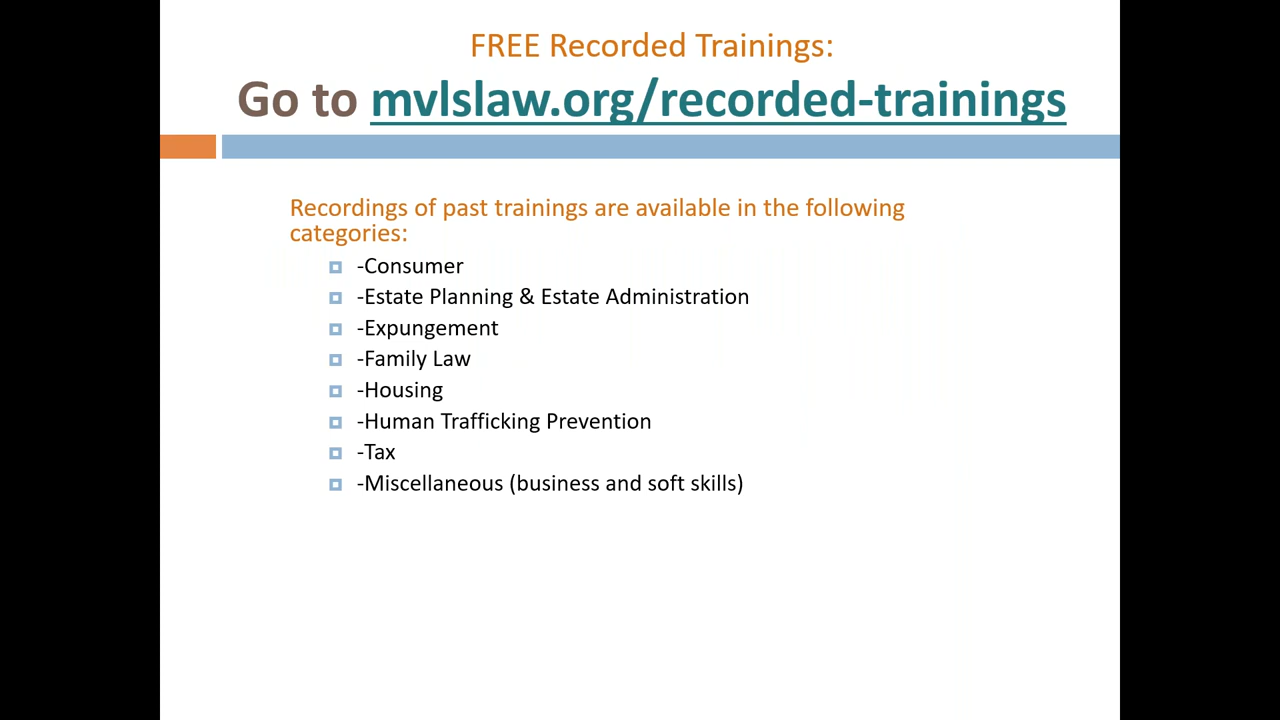 FREE Recorded Trainings:
Go to mvlslaw.org/recorded-trainings
Recordings of past trainings are available in the following
categories:
-Consumer
-Estate Planning & Estate Administration
-Expungement
-Family Law
-Housing
-Human Trafficking Prevention
-Tax
-Miscellaneous (business and soft skills)